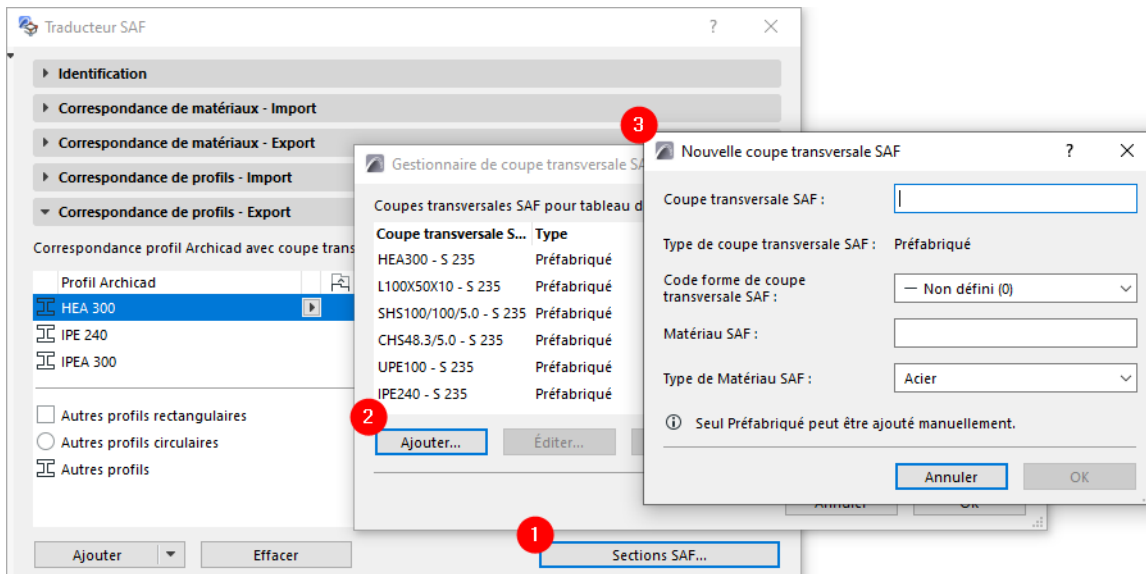 Traducteur SAF
?
Identification
Correspondance de matériaux - Import
Correspondance de matériaux - Export
Correspondance de profils - Import
Correspondance de profils - Export
Correspondance profil Archicad avec coupe trans
Profil Archicad
HEA 300
IPE 240
IPEA 300
Autres profils rectangulaires
Autres profils circulaires
Autres profils
Ajouter
Effacer
1
Sections SAF...
Gestionnaire de coupe transversale SA
Coupes transversales SAF pour tableau d
Coupe transversale S... Type
HEA300 - S 235 Préfabriqué
L100X50X10 - S 235 Préfabriqué
SHS100/100/5.0 - S 235 Préfabriqué
CHS48.3/5.0 - S 235 Préfabriqué
UPE100 - S 235 Préfabriqué
IPE240 - S 235 Préfabriqué
2
Ajouter...
Éditer...
Annuler
OK
3
Nouvelle coupe transversale SAF
?
Coupe transversale SAF :
Type de coupe transversale SAF : Préfabriqué
Code forme de coupe
transversale SAF :
— Non défini (0)
Matériau SAF :
Type de Matériau SAF : Acier
Seul Préfabriqué peut être ajouté manuellement.
Annuler
OK